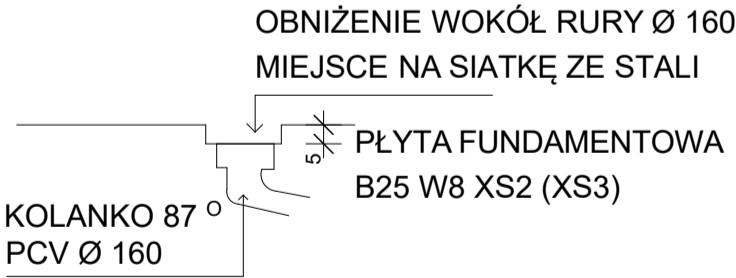 OBNIŻENIE WOKÓŁ RURY Ø 160
MIEJSCE NA SIATKĘ ZE STALI
5
PŁYTA FUNDAMENTOWA
B25 W8 XS2 (XS3)
KOLANKO 87 O
PCV Ø 160